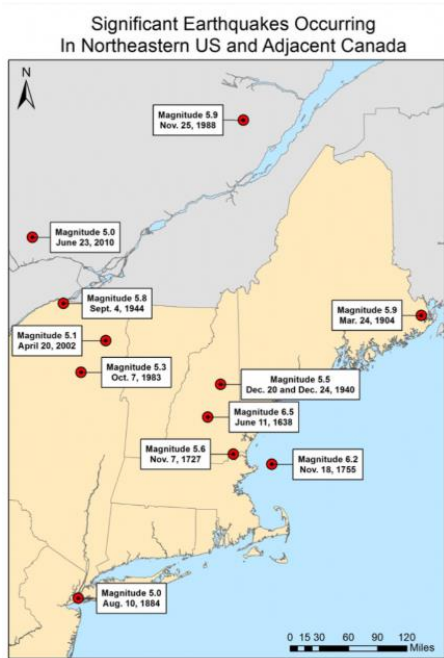 Significant Earthquakes Occurring
In Northeastern US and Adjacent Canada
N
Magnitude 5.9
Nov. 25, 1988
Magnitude 5.0
June 23, 2010
Magnitude 5.8
Sept. 4, 1944
Magnitude 5.9
Mar. 24, 1904
Magnitude 5.1
April 20, 2002
Magnitude 5.3
Oct. 7, 1983
Magnitude 5.5
Dec. 20 and Dec. 24, 1940
Magnitude 6.5
June 11, 1638
Magnitude 5.6
Nov. 7, 1727
Magnitude 6.2
Nov. 18, 1755
Magnitude 5.0
Aug. 10, 1884
0 15 30 60 90 120
Miles